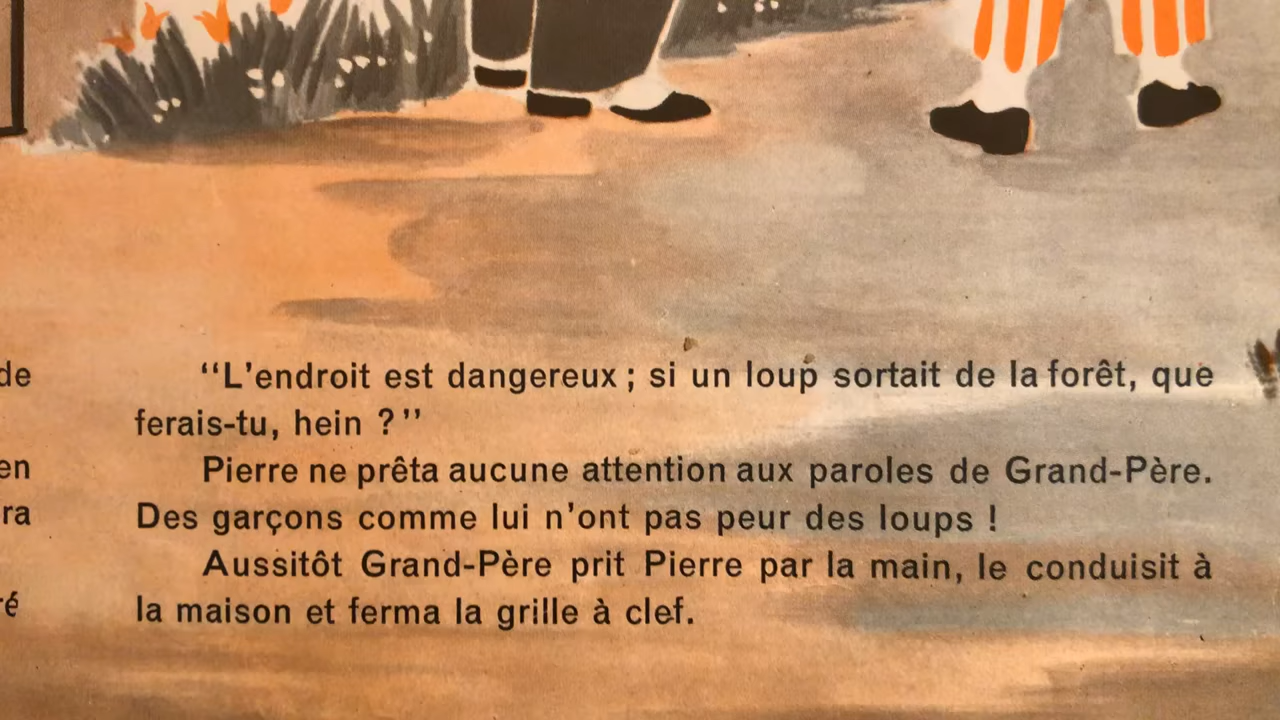 “L'endroit est dangereux ; si un loup sortait de la forêt, que
ferais-tu, hein ?”
Pierre ne prêta aucune attention aux paroles de Grand-Père.
Des garçons comme lui n'ont pas peur des loups !
Aussitôt Grand-Père prit Pierre par la main, le conduisit à
la maison et ferma la grille à clef.